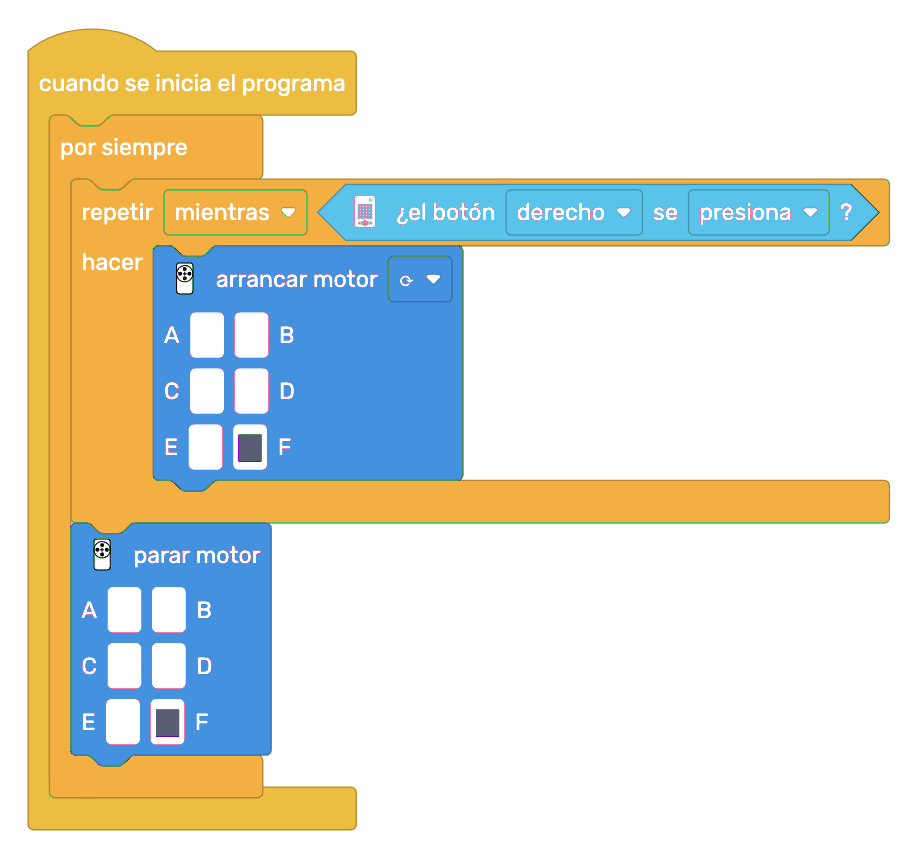 cuando se inicia el programa
por siempre
repetir mientras ¿el botón derecho se presiona ?
hacer
arrancar motor ⟳
A B
C D
E F
parar motor
A B
C D
E F